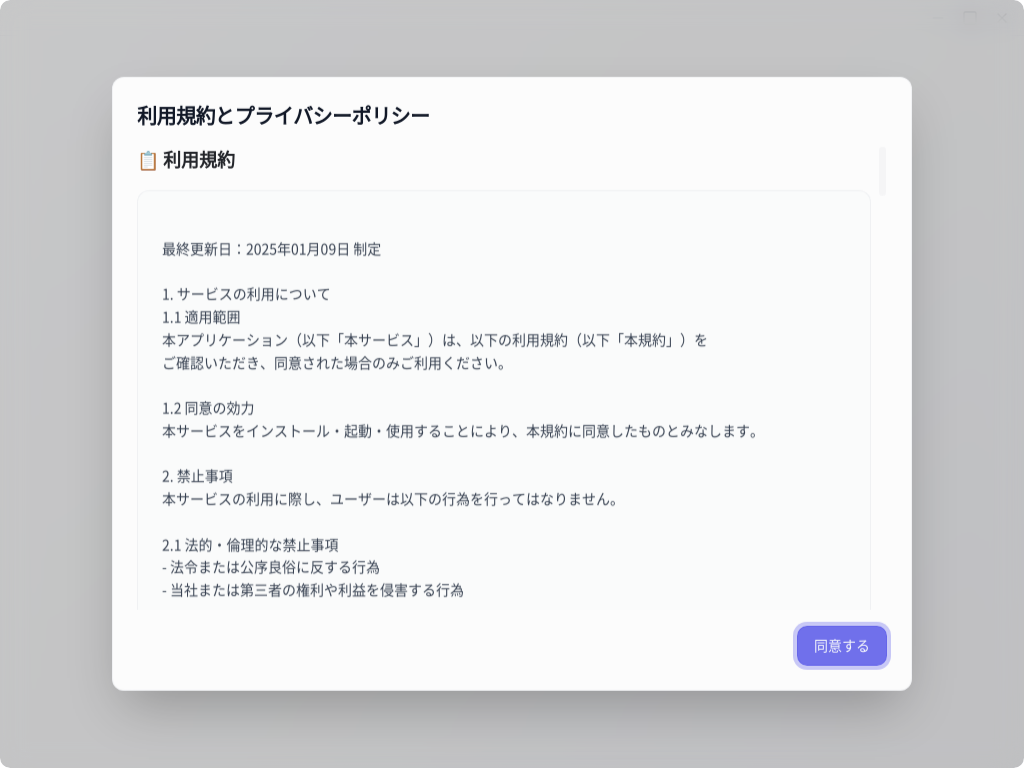 利用規約とプライバシーポリシー
📋 利用規約
最終更新日：2025年01月09日 制定
1. サービスの利用について
1.1 適用範囲
本アプリケーション（以下「本サービス」）は、以下の利用規約（以下「本規約」）を
ご確認いただき、同意された場合のみご利用ください。
1.2 同意の効力
本サービスをインストール・起動・使用することにより、本規約に同意したものとみなします。
2. 禁止事項
本サービスの利用に際し、ユーザーは以下の行為を行ってはなりません。
2.1 法的・倫理的な禁止事項
- 法令または公序良俗に反する行為
- 当社または第三者の権利や利益を侵害する行為
同意する